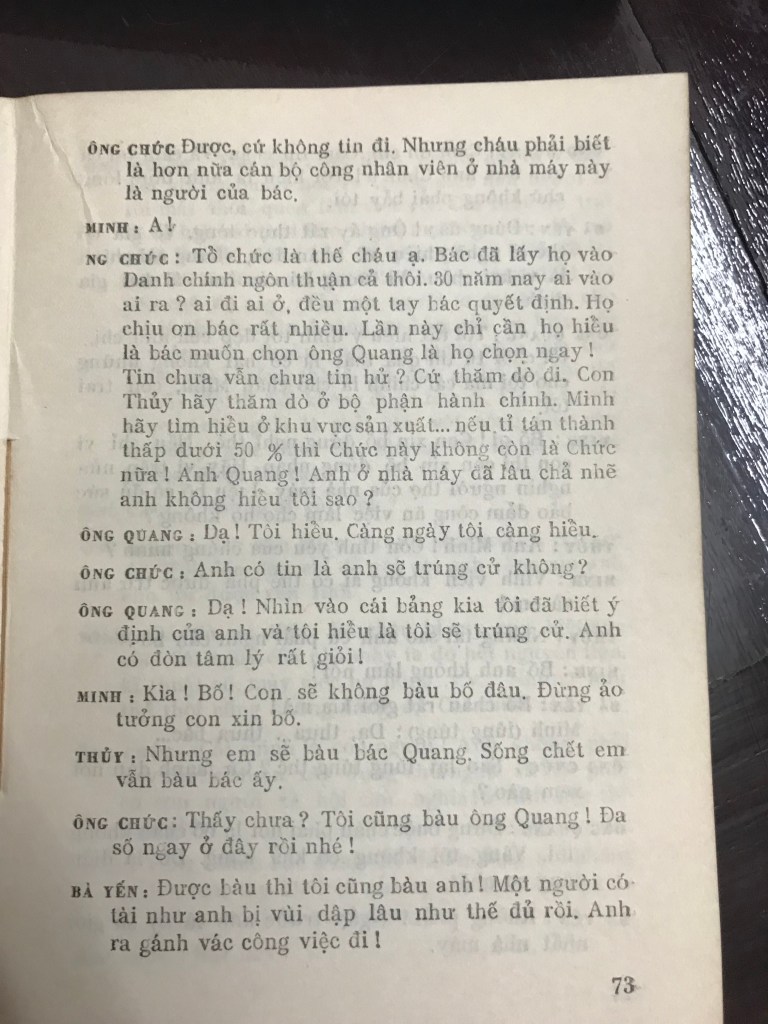 ÔNG CHỨC Được, cứ không tin đi. Nhưng cháu phải biết
là hơn nữa cán bộ công nhân viên ở nhà máy này
là người của bác.
MINH : A!
NG CHỨC : Tổ chức là thế cháu ạ. Bác đã lấy họ vào
Danh chính ngôn thuận cả thôi. 30 năm nay ai vào
ai ra ? ai đi ai ở, đều một tay bác quyết định. Họ
chịu ơn bác rất nhiều. Lần này chỉ cần họ hiểu
là bác muốn chọn ông Quang là họ chọn ngay !
Tin chưa vẫn chưa tin hử ? Cứ thăm dò đi. Con
Thủy hãy thăm dò ở bộ phận hành chính. Minh
hãy tìm hiểu ở khu vực sản xuất... nếu tỉ tán thành
thấp dưới 50 % thì Chức này không còn là Chức
nữa ! Anh Quang ! Anh ở nhà máy đã lâu chả nhẽ
anh không hiểu tôi sao ?
ÔNG QUANG : Dạ ! Tôi hiểu. Càng ngày tôi càng hiểu.
ÔNG CHỨC : Anh có tin là anh sẽ trúng cử không ?
ÔNG QUANG : Dạ ! Nhìn vào cái bảng kia tôi đã biết ý
định của anh và tôi hiểu là tôi sẽ trúng cử. Anh
có đòn tâm lý rất giỏi !
MINH : Kìa ! Bố ! Con sẽ không bàu bố đâu. Đừng ảo
tưởng con xin bố.
THỦY : Nhưng em sẽ bàu bác Quang. Sống chết em
vẫn bàu bác ấy.
ÔNG CHỨC : Thấy chưa ? Tôi cũng bàu ông Quang ! Đa
số ngay ở đây rồi nhé !
BÀ YẾN : Được bàu thì tôi cũng bàu anh ! Một người có
tài như anh bị vùi dập lâu như thế đủ rồi. Anh
ra gánh vác công việc đi !
73